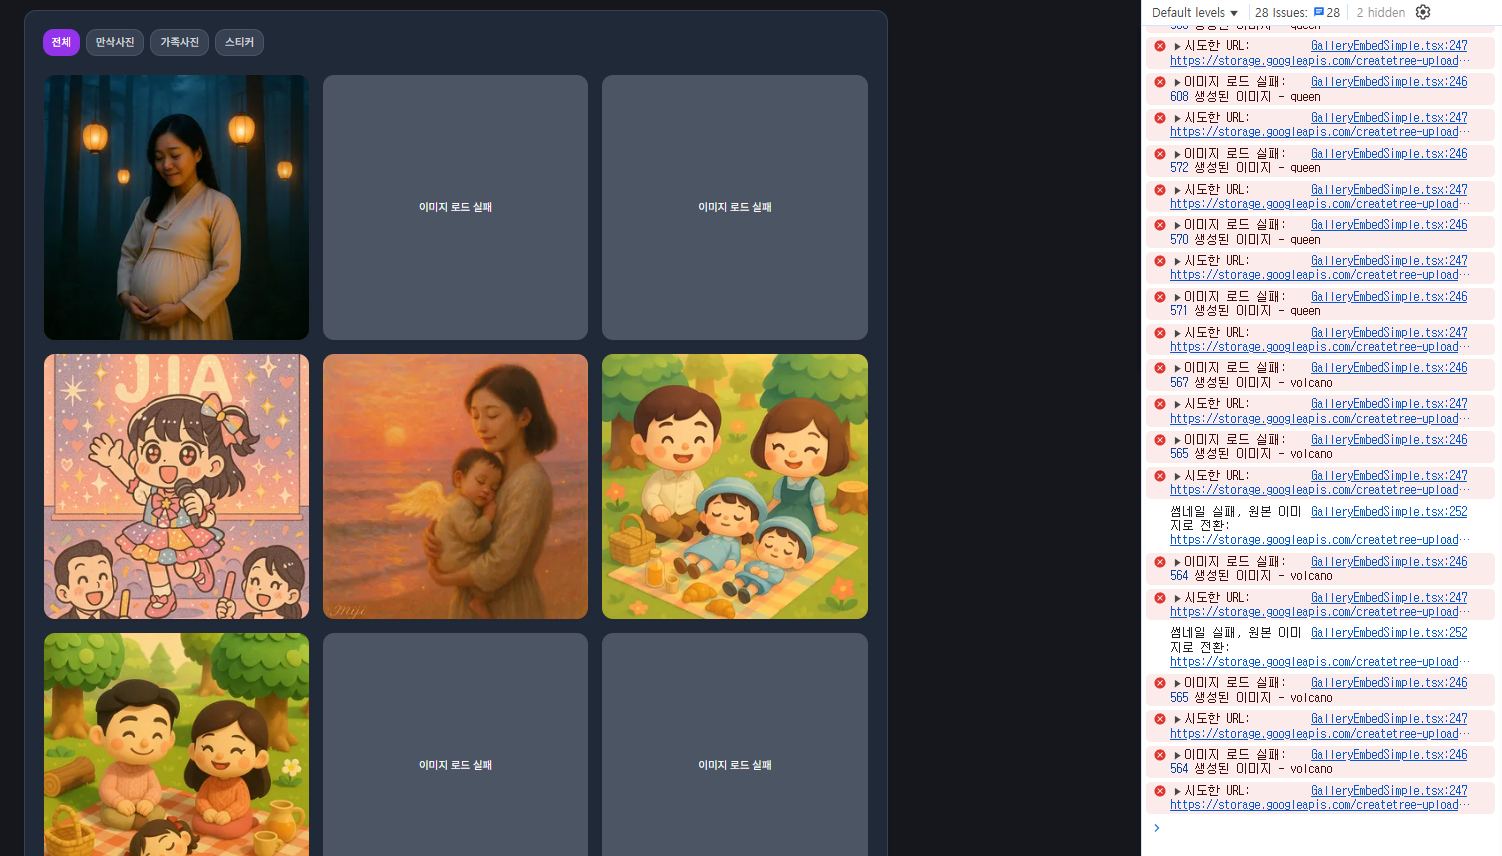 전체
만삭사진
가족사진
스티커
이미지 로드 실패
이미지 로드 실패
JIA
이미지 로드 실패
이미지 로드 실패
Default levels ▼
28 Issues:
28
2 hidden
생성된 이미지 - queen
시도한 URL: GalleryEmbedSimple.tsx:247
https://storage.googleapis.com/createtree-upload…
이미지 로드 실패: GalleryEmbedSimple.tsx:246
608 생성된 이미지 - queen
시도한 URL: GalleryEmbedSimple.tsx:247
https://storage.googleapis.com/createtree-upload…
이미지 로드 실패: GalleryEmbedSimple.tsx:246
572 생성된 이미지 - queen
시도한 URL: GalleryEmbedSimple.tsx:247
https://storage.googleapis.com/createtree-upload…
이미지 로드 실패: GalleryEmbedSimple.tsx:246
570 생성된 이미지 - queen
시도한 URL: GalleryEmbedSimple.tsx:247
https://storage.googleapis.com/createtree-upload…
이미지 로드 실패: GalleryEmbedSimple.tsx:246
571 생성된 이미지 - queen
시도한 URL: GalleryEmbedSimple.tsx:247
https://storage.googleapis.com/createtree-upload…
이미지 로드 실패: GalleryEmbedSimple.tsx:246
567 생성된 이미지 - volcano
시도한 URL: GalleryEmbedSimple.tsx:247
https://storage.googleapis.com/createtree-upload…
이미지 로드 실패: GalleryEmbedSimple.tsx:246
565 생성된 이미지 - volcano
시도한 URL: GalleryEmbedSimple.tsx:247
https://storage.googleapis.com/createtree-upload…
썸네일 실패, 원본 이미 GalleryEmbedSimple.tsx:252
지로 전환:
https://storage.googleapis.com/createtree-upload…
이미지 로드 실패: GalleryEmbedSimple.tsx:246
564 생성된 이미지 - volcano
시도한 URL: GalleryEmbedSimple.tsx:247
https://storage.googleapis.com/createtree-upload…
썸네일 실패, 원본 이미 GalleryEmbedSimple.tsx:252
지로 전환:
https://storage.googleapis.com/createtree-upload…
이미지 로드 실패: GalleryEmbedSimple.tsx:246
565 생성된 이미지 - volcano
시도한 URL: GalleryEmbedSimple.tsx:247
https://storage.googleapis.com/createtree-upload…
이미지 로드 실패: GalleryEmbedSimple.tsx:246
564 생성된 이미지 - volcano
시도한 URL: GalleryEmbedSimple.tsx:247
https://storage.googleapis.com/createtree-upload…